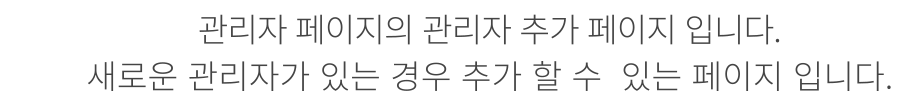 관리자 페이지의 관리자 추가 페이지 입니다.
새로운 관리자가 있는 경우 추가 할 수  있는 페이지 입니다.